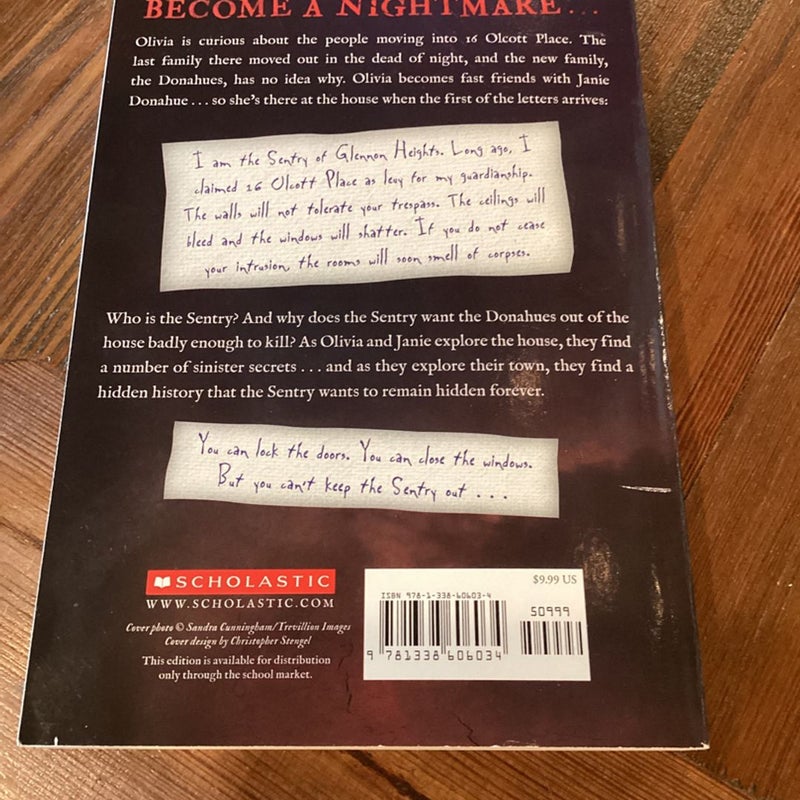 BECOME A NIGHTMARE...
Olivia is curious about the people moving into 16 Olcott Place. The
last family there moved out in the dead of night, and the new family,
the Donahues, has no idea why. Olivia becomes fast friends with Janie
Donahue . . . so she's there at the house when the first of the letters arrives:
I am the Sentry of Glennon Heights. Long ago, I
claimed 16 Olcott Place as levy for my guardianship.
The walls will not tolerate your trespass. The ceilings will
bleed and the windows will shatter. If you do not cease
your intrusion, the rooms will soon smell of corpses.
Who is the Sentry? And why does the Sentry want the Donahues out of the
house badly enough to kill? As Olivia and Janie explore the house, they find
a number of sinister secrets . . . and as they explore their town, they find a
hidden history that the Sentry wants to remain hidden forever.
You can lock the doors. You can close the windows.
But you can't keep the Sentry out . . .
SCHOLASTIC
WWW.SCHOLASTIC.COM
Cover photo © Sandra Cunningham/Trevillion Images
Cover design by Christopher Stengel
This edition is available for distribution
only through the school market.
$9.99 US
ISBN 978-1-338-60603-4
50999
9 781338 606034